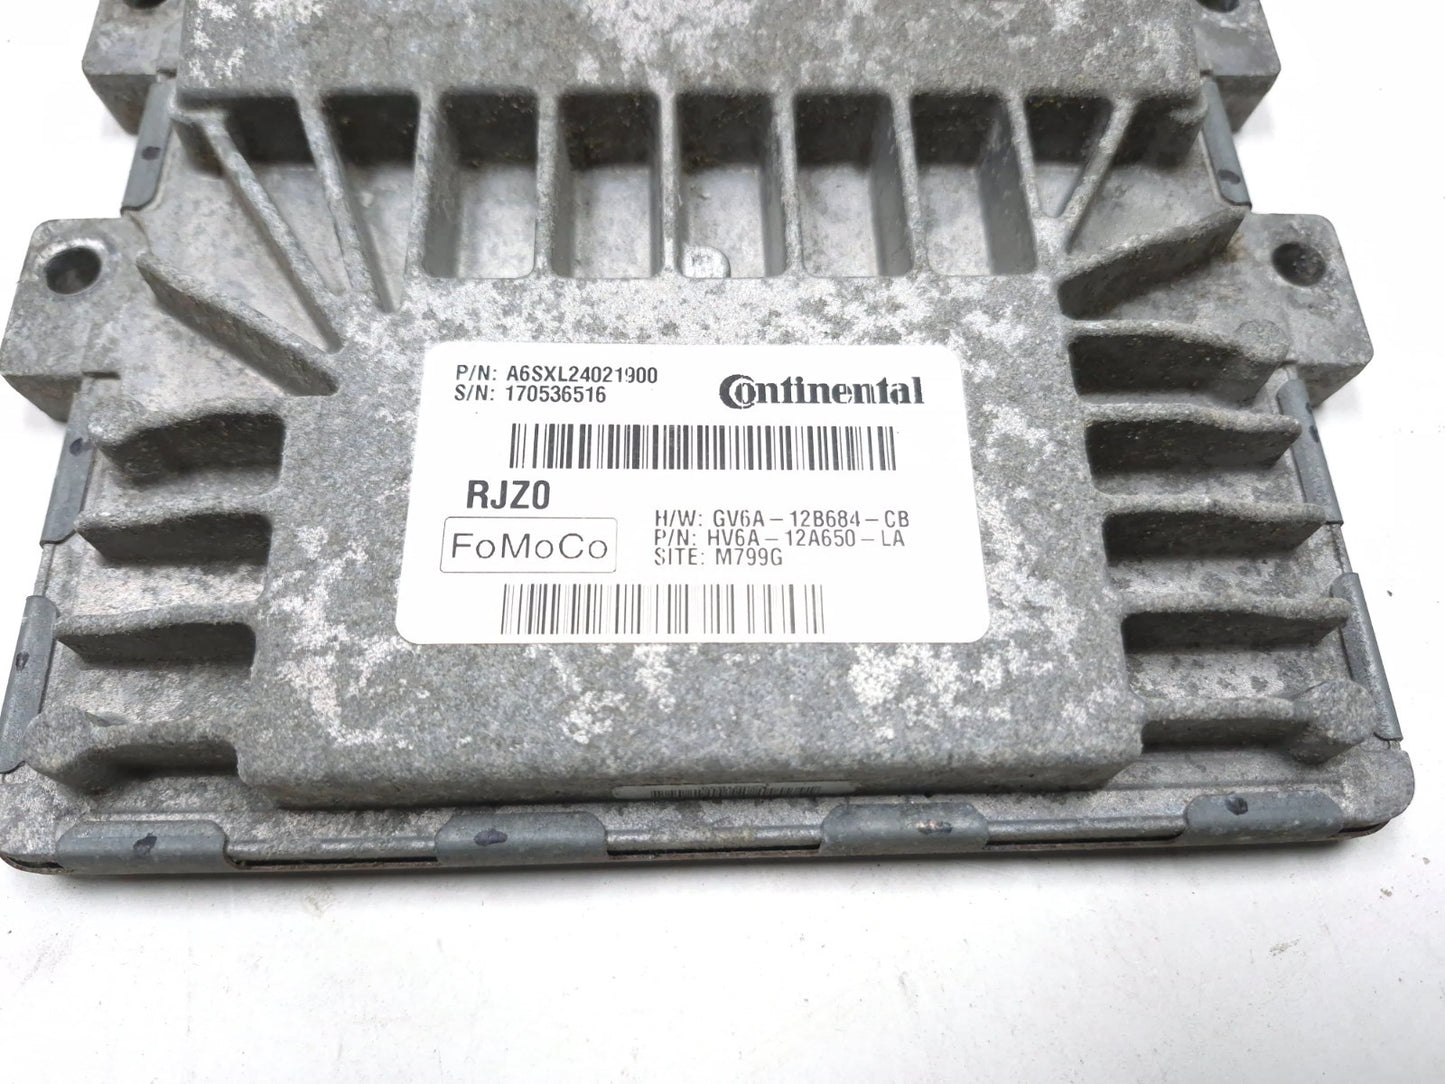 P/N: A6SXL24021900
S/N: 170536516
Continental
RJZ0
FoMoCo
H/W: GV6A-12B684-CB
P/N: HV6A-12A650-LA
SITE: M799G